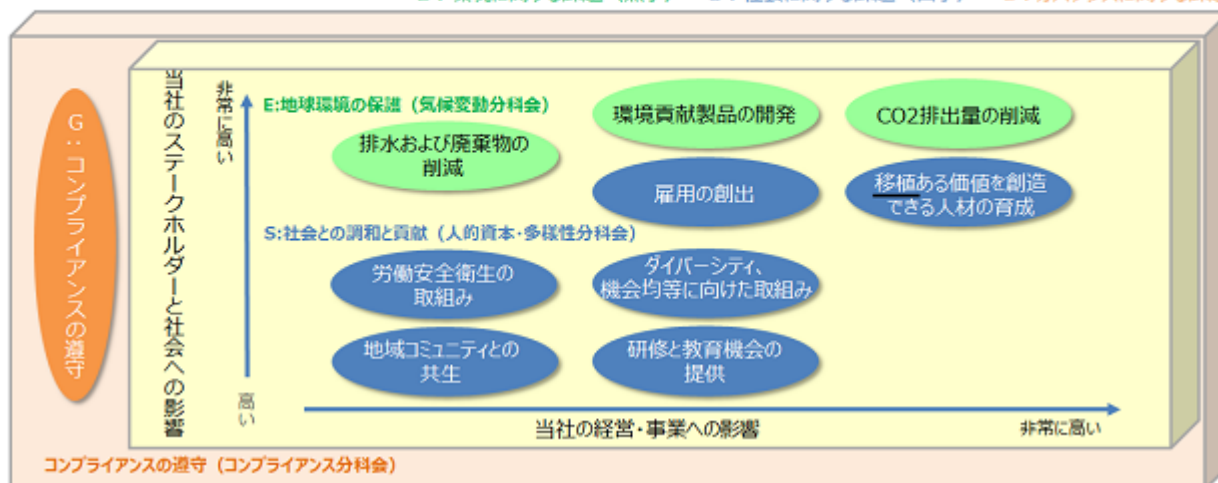 G：コンプライアンスの遵守
当社のステークホルダーと社会への影響
非常に高い
高い
E:地球環境の保護（気候変動分科会）
排水および廃棄物の
削減
環境貢献製品の開発
CO2排出量の削減
雇用の創出
移植ある価値を創造
できる人材の育成
S:社会との調和と貢献（人的資本・多様性分科会）
労働安全衛生の
取組み
ダイバーシティ、
機会均等に向けた取組み
地域コミュニティとの
共生
研修と教育機会の
提供
当社の経営・事業への影響
非常に高い
コンプライアンスの遵守（コンプライアンス分科会）